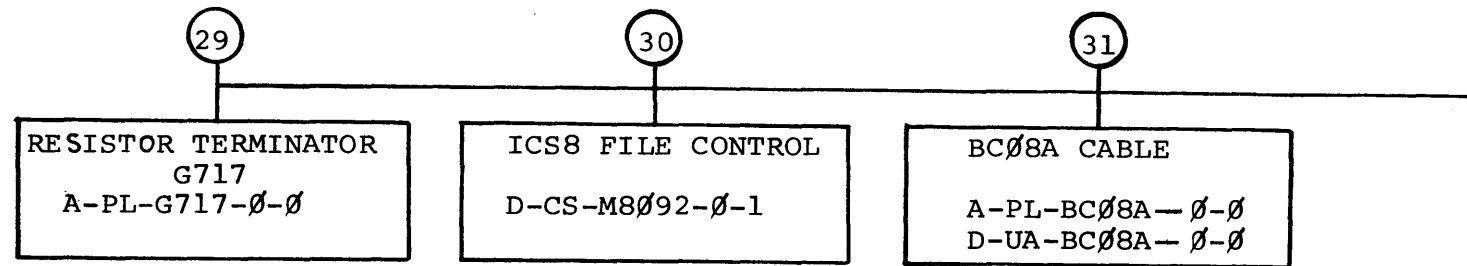 29
30
31
RESISTOR TERMINATOR
G717
A-PL-G717-Ø-Ø
ICS8 FILE CONTROL
D-CS-M8Ø92-Ø-1
BCØ8A CABLE
A-PL-BCØ8A-Ø-Ø
D-UA-BCØ8A-Ø-Ø